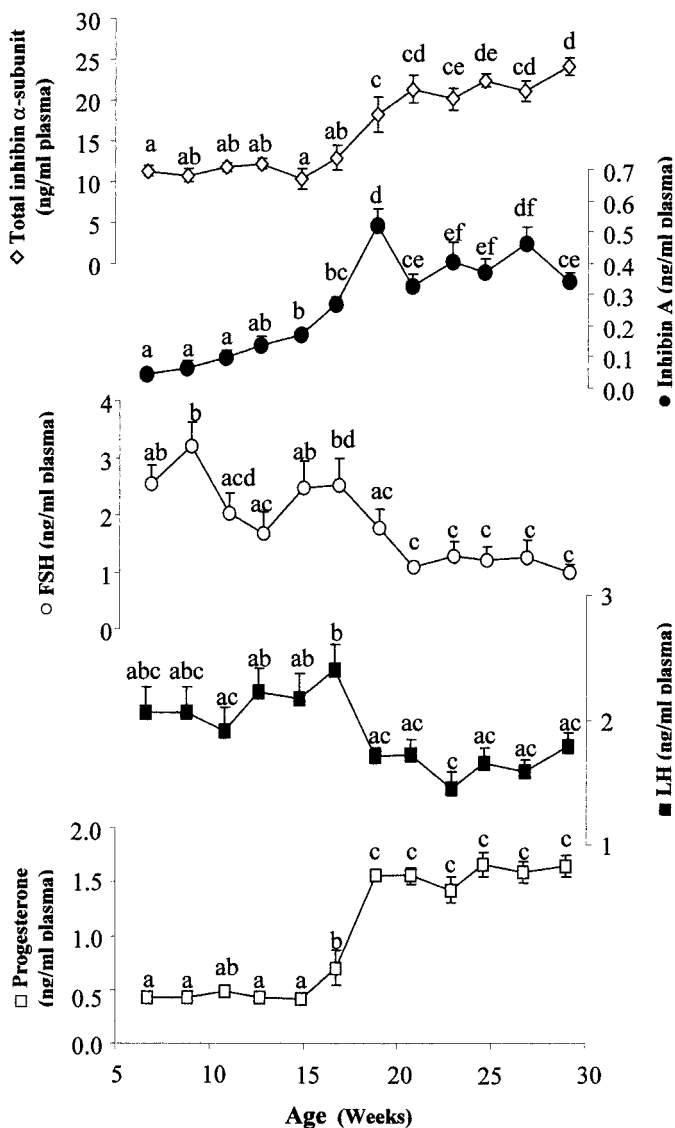 30
25
20
15
10
5
0
◇ Total inhibin α-subunit
(ng/ml plasma)
a ab ab ab a ab c cd ce de cd d
0.7
0.6
0.5
0.4
0.3
0.2
0.1
0.0
● Inhibin A (ng/ml plasma)
a a a ab b bc d ce ef ef df ce
4
3
2
1
0
○ FSH (ng/ml plasma)
ab b acd ac ab bd ac c c c c c
3
2
1
■ LH (ng/ml plasma)
abc abc ac ab ab b ac ac c ac ac ac
2.0
1.5
1.0
0.5
0.0
□ Progesterone
(ng/ml plasma)
a a ab a a b c c c c c c
5 10 15 20 25 30
Age (Weeks)